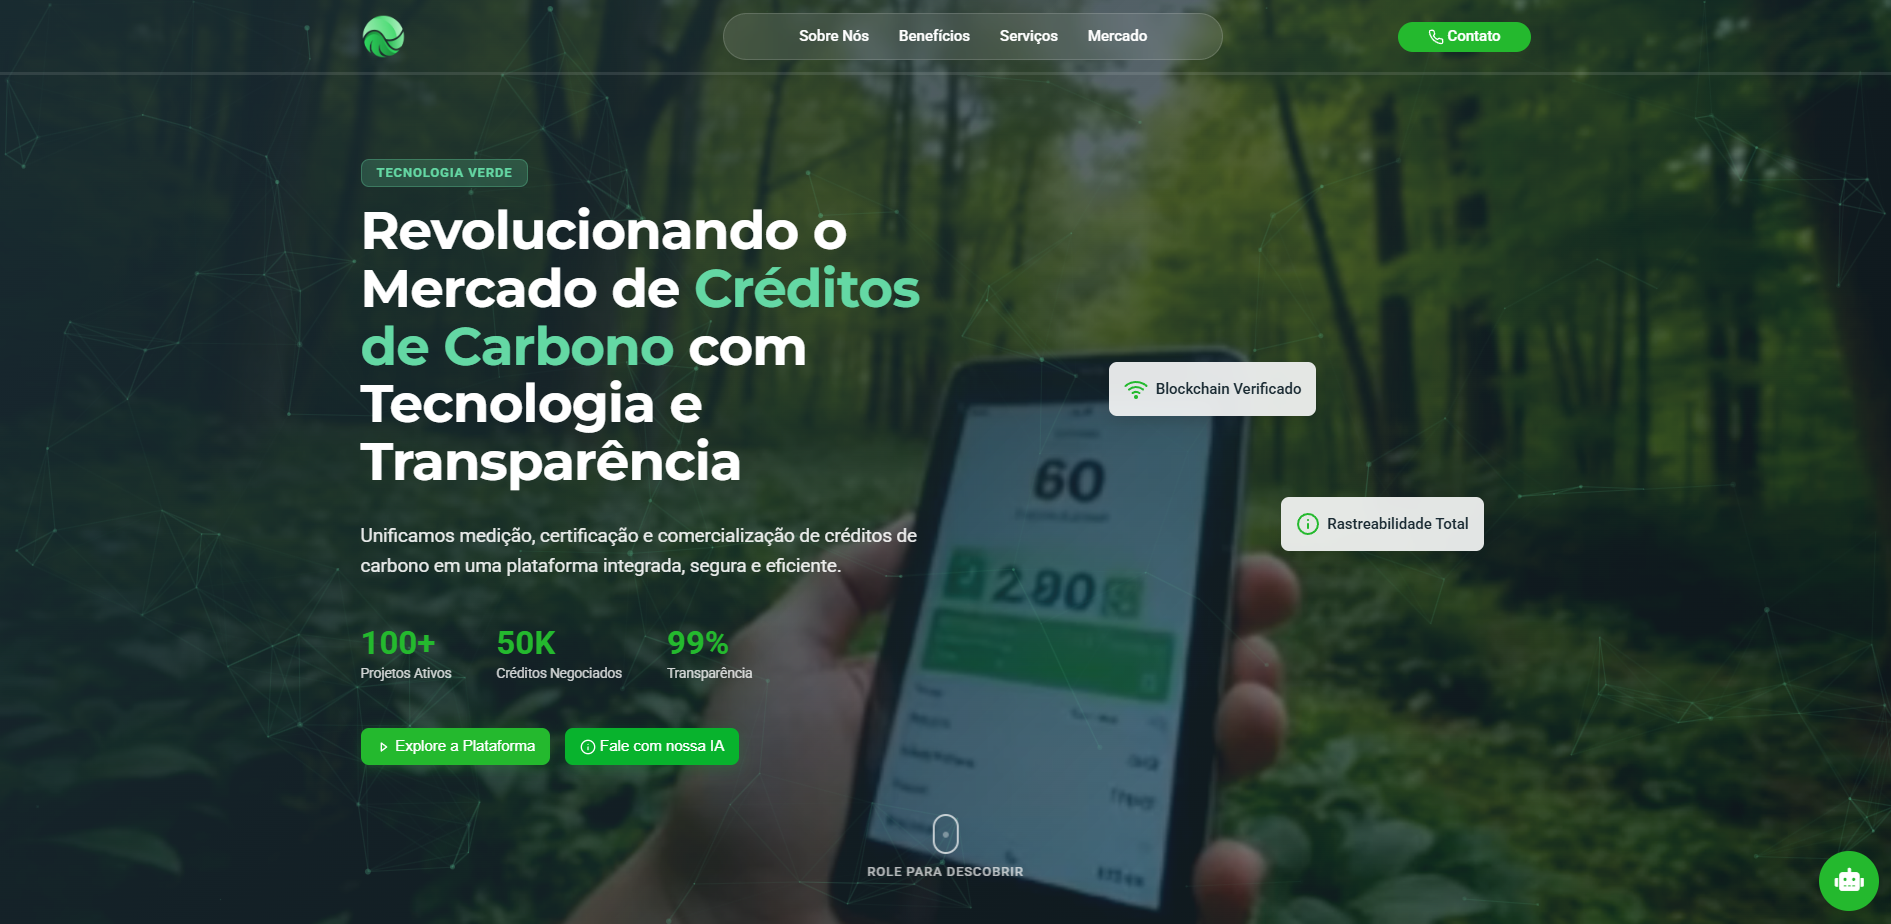 Sobre Nós
Benefícios
Serviços
Mercado
Contato
TECNOLOGIA VERDE
Revolucionando o
Mercado de Créditos
de Carbono com
Tecnologia e
Transparência
Unificamos medição, certificação e comercialização de créditos de
carbono em uma plataforma integrada, segura e eficiente.
100+
Projetos Ativos
50K
Créditos Negociados
99%
Transparência
Explore a Plataforma
Fale com nossa IA
Blockchain Verificado
Rastreabilidade Total
60
ROLE PARA DESCOBRIR